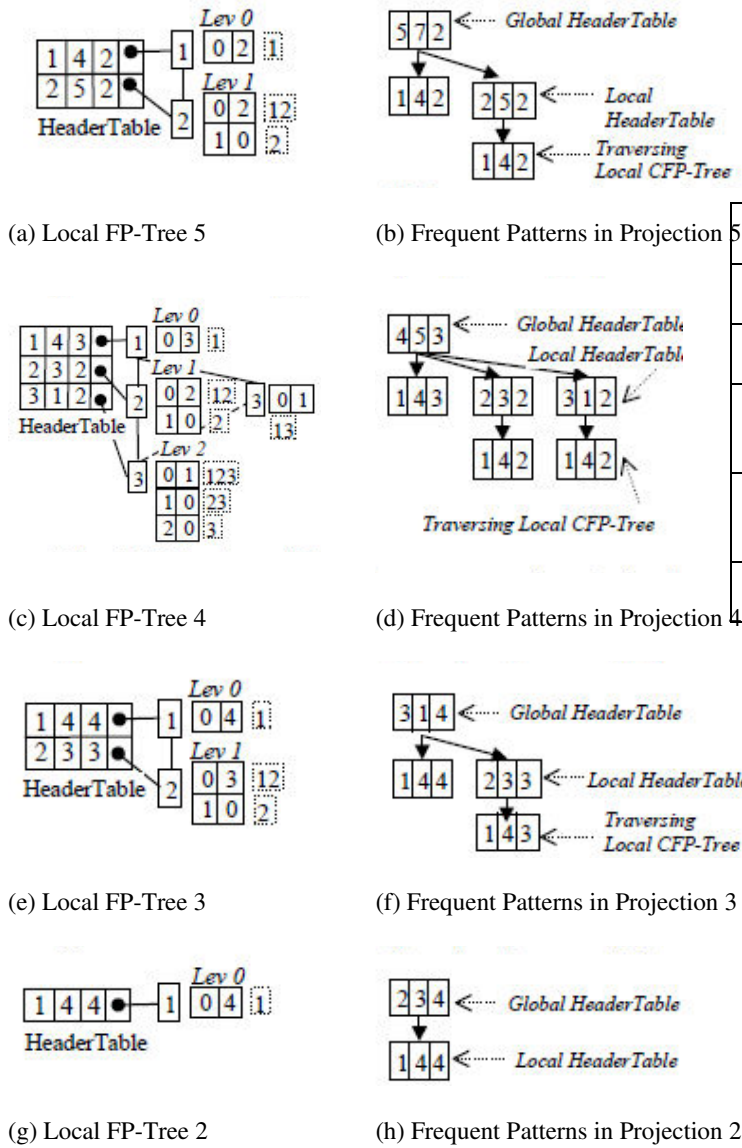 Lev 0
1 4 2
1
0 2
1
2 5 2
Lev 1
HeaderTable
2
0 2
12
1 0
2
(a) Local FP-Tree 5
5 7 2
Global HeaderTable
1 4 2
2 5 2
Local
HeaderTable
1 4 2
Traversing
Local CFP-Tree
(b) Frequent Patterns in Projection 5
Lev 0
1 4 3
1
0 3
1
2 3 2
Lev 1
3 1 2
2
0 2
12
3
0 1
HeaderTable
1 0
2
13
Lev 2
3
0 1
123
1 0
23
2 0
3
(c) Local FP-Tree 4
4 5 3
Global HeaderTable
Local HeaderTabl
1 4 3
2 3 2
3 1 2
1 4 2
1 4 2
Traversing Local CFP-Tree
(d) Frequent Patterns in Projection 4
Lev 0
1 4 4
1
0 4
1
2 3 3
Lev 1
HeaderTable
2
0 3
12
1 0
2
(e) Local FP-Tree 3
3 1 4
Global HeaderTable
1 4 4
2 3 3
Local HeaderTable
1 4 3
Traversing
Local CFP-Tree
(f) Frequent Patterns in Projection 3
Lev 0
1 4 4
1
0 4
1
HeaderTable
(g) Local FP-Tree 2
2 3 4
Global HeaderTable
1 4 4
Local HeaderTable
(h) Frequent Patterns in Projection 2